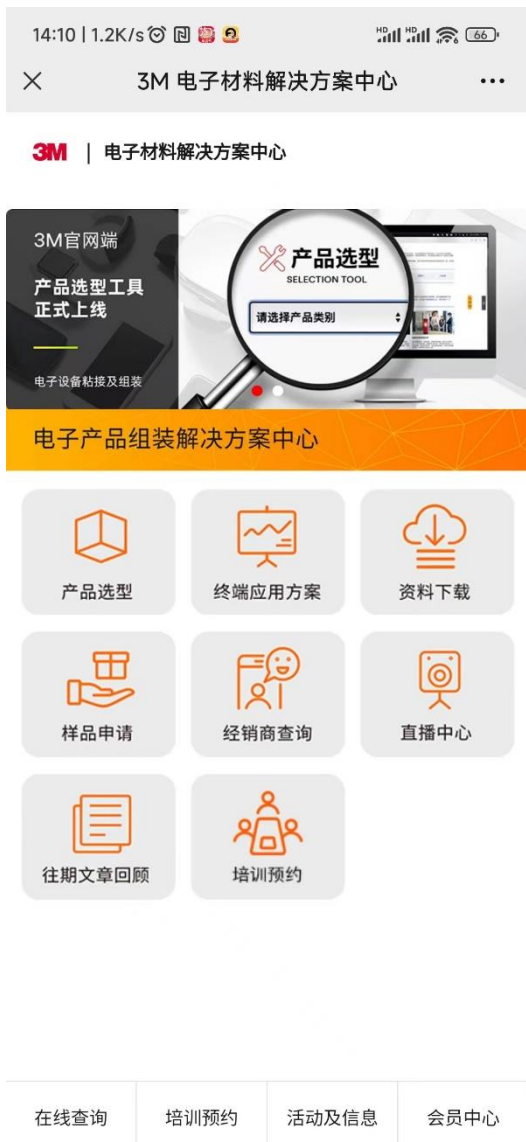 14:10 | 1.2K/s
HD HD 66
3M 电子材料解决方案中心
3M | 电子材料解决方案中心
3M官网端
产品选型工具
正式上线
电子设备粘接及组装
产品选型
SELECTION TOOL
请选择产品类别
电子产品组装解决方案中心
产品选型
终端应用方案
资料下载
样品申请
经销商查询
直播中心
往期文章回顾
培训预约
在线查询
培训预约
活动及信息
会员中心